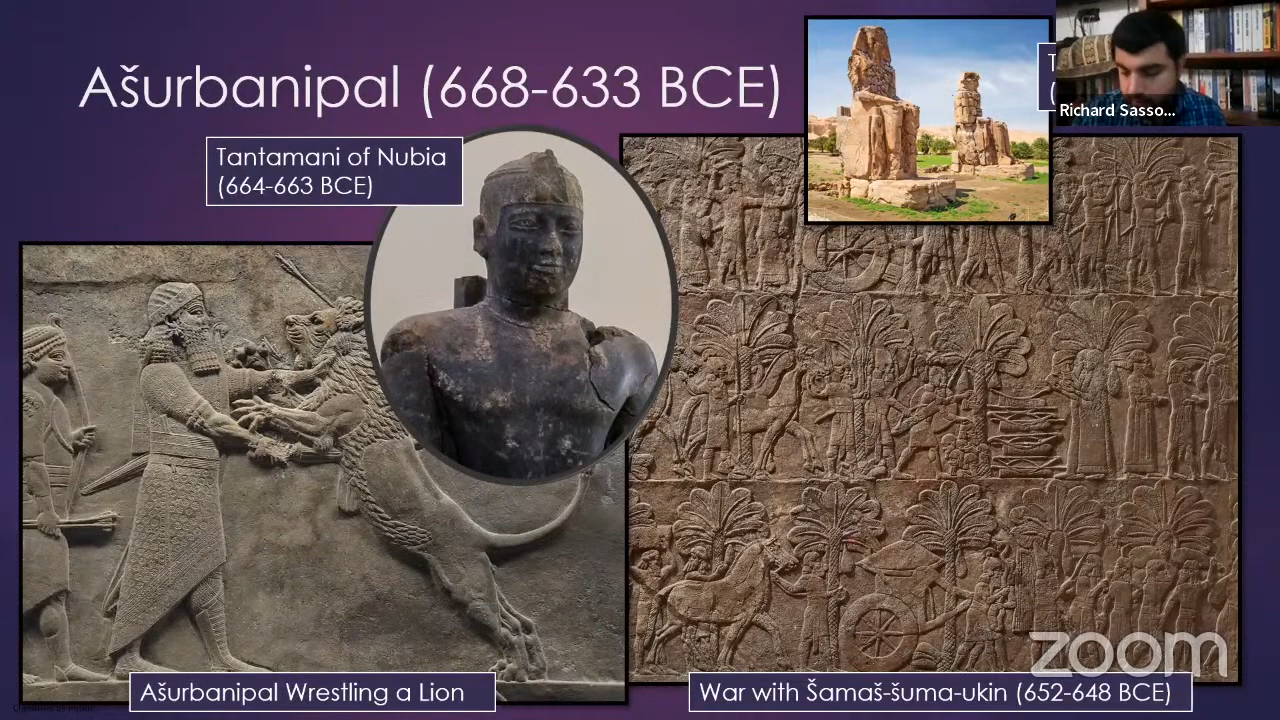 Ašurbanipal (668-633 BCE)
Richard Sasso...
Tantamani of Nubia
(664-663 BCE)
zoom
Ašurbanipal Wrestling a Lion
War with Šamaš-šuma-ukin (652-648 BCE)